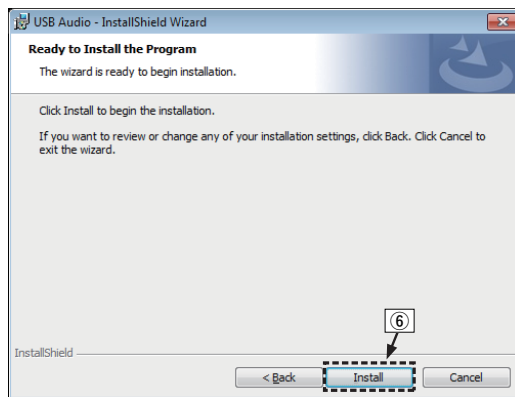 USB Audio - InstallShield Wizard
Ready to Install the Program
The wizard is ready to begin installation.
Click Install to begin the installation.
If you want to review or change any of your installation settings, click Back. Click Cancel to
exit the wizard.
⑥
InstallShield
< Back Install Cancel